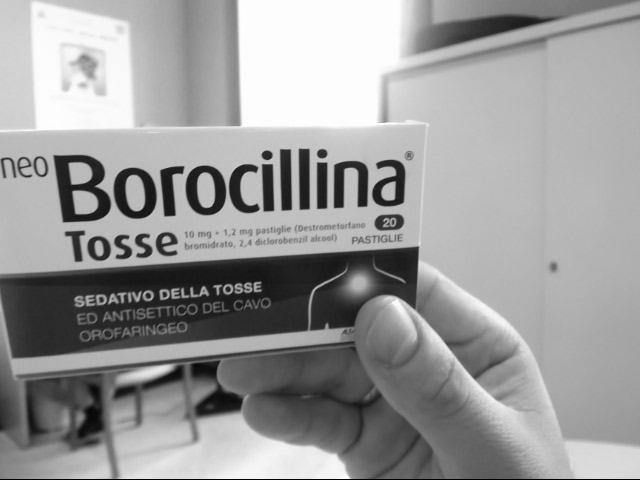 neo Borocillina®
Tosse
10 mg + 1,2 mg pastiglie (Destrometorfano
bromidrato, 2,4 diclorobenzil alcool)
20
PASTIGLIE
SEDATIVO DELLA TOSSE
ED ANTISETTICO DEL CAVO
OROFARINGEO